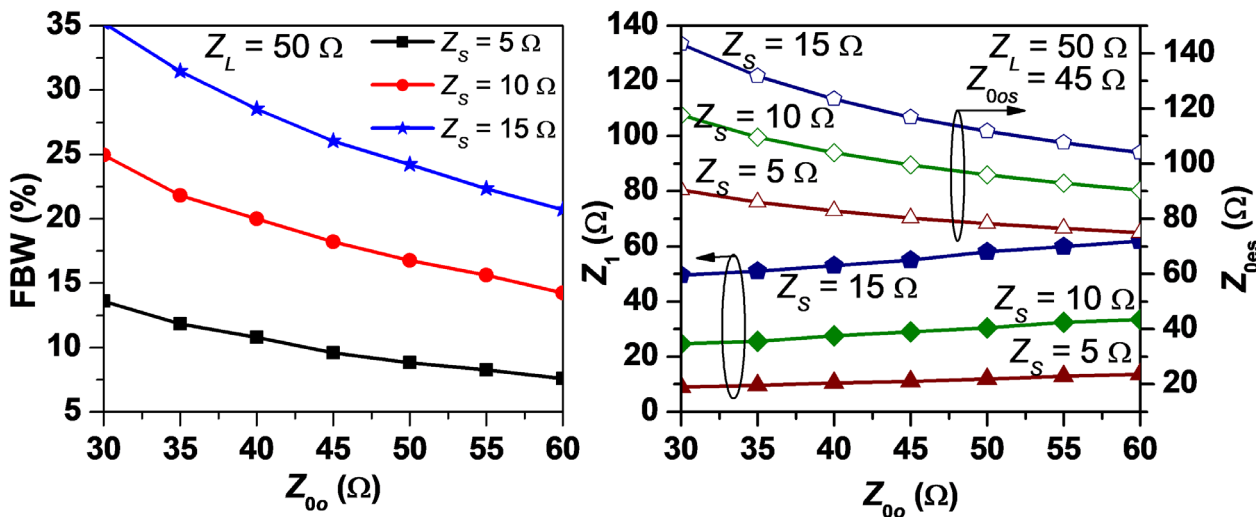 FBW (%)
35
30
25
20
15
10
5
Z_L = 50 Ω
Z_S = 5 Ω
Z_S = 10 Ω
Z_S = 15 Ω
30 35 40 45 50 55 60
Z_0o (Ω)
Z_1 (Ω)
140
120
100
80
60
40
20
0
Z_S = 15 Ω
Z_L = 50 Ω
Z_0os = 45 Ω
Z_S = 10 Ω
Z_S = 5 Ω
Z_S = 15 Ω
Z_S = 10 Ω
Z_S = 5 Ω
140
120
100
80
60
40
20
Z_0es (Ω)
30 35 40 45 50 55 60
Z_0o (Ω)